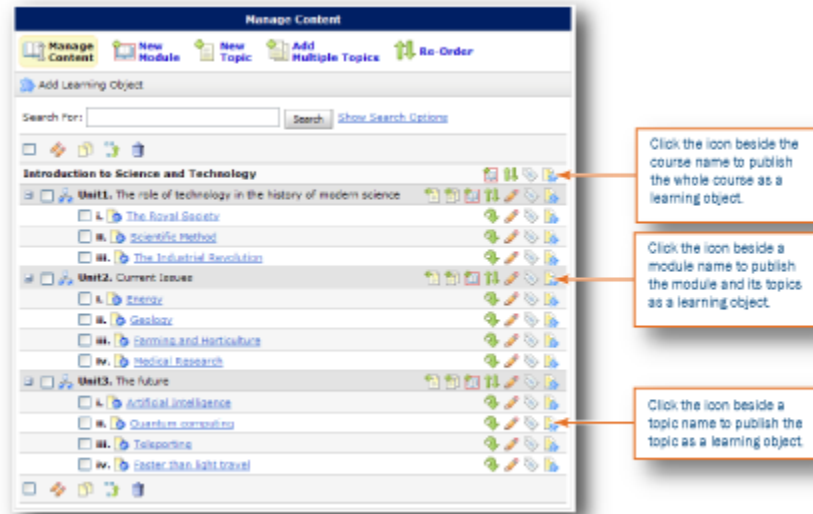 Manage Content
Manage Content New Module New Topic Add Multiple Topics Re-Order
Add Learning Object
Search For: Search Show Search Options
Introduction to Science and Technology
Unit1. The role of technology in the history of modern science
i. The Royal Society
ii. Scientific Method
iii. The Industrial Revolution
Unit2. Current Issues
i. Energy
ii. Geology
iii. Farming and Horticulture
iv. Medical Research
Unit3. The future
i. Artificial Intelligence
ii. Quantum computing
iii. Teleporting
iv. Faster than light travel
Click the icon beside the
course name to publish
the whole course as a
learning object.
Click the icon beside a
module name to publish
the module and its topics
as a learning object.
Click the icon beside a
topic name to publish the
topic as a learning object.